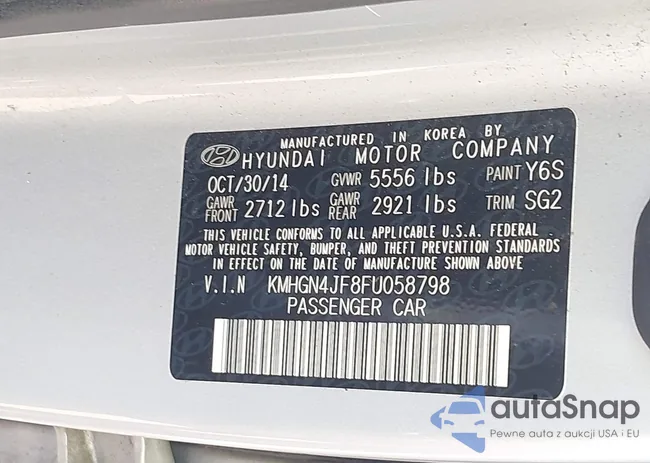 MANUFACTURED IN KOREA BY
HYUNDAI MOTOR COMPANY
OCT/30/14 GVWR 5556 lbs PAINT Y6S
GAWR FRONT 2712 lbs GAWR REAR 2921 lbs TRIM SG2
THIS VEHICLE CONFORMS TO ALL APPLICABLE U.S.A. FEDERAL
MOTOR VEHICLE SAFETY, BUMPER, AND THEFT PREVENTION STANDARDS
IN EFFECT ON THE DATE OF MANUFACTURE SHOWN ABOVE
V.I.N KMHGN4JF8FU058798
PASSENGER CAR
autaSnap
Pewne auta z aukcji USA i EU